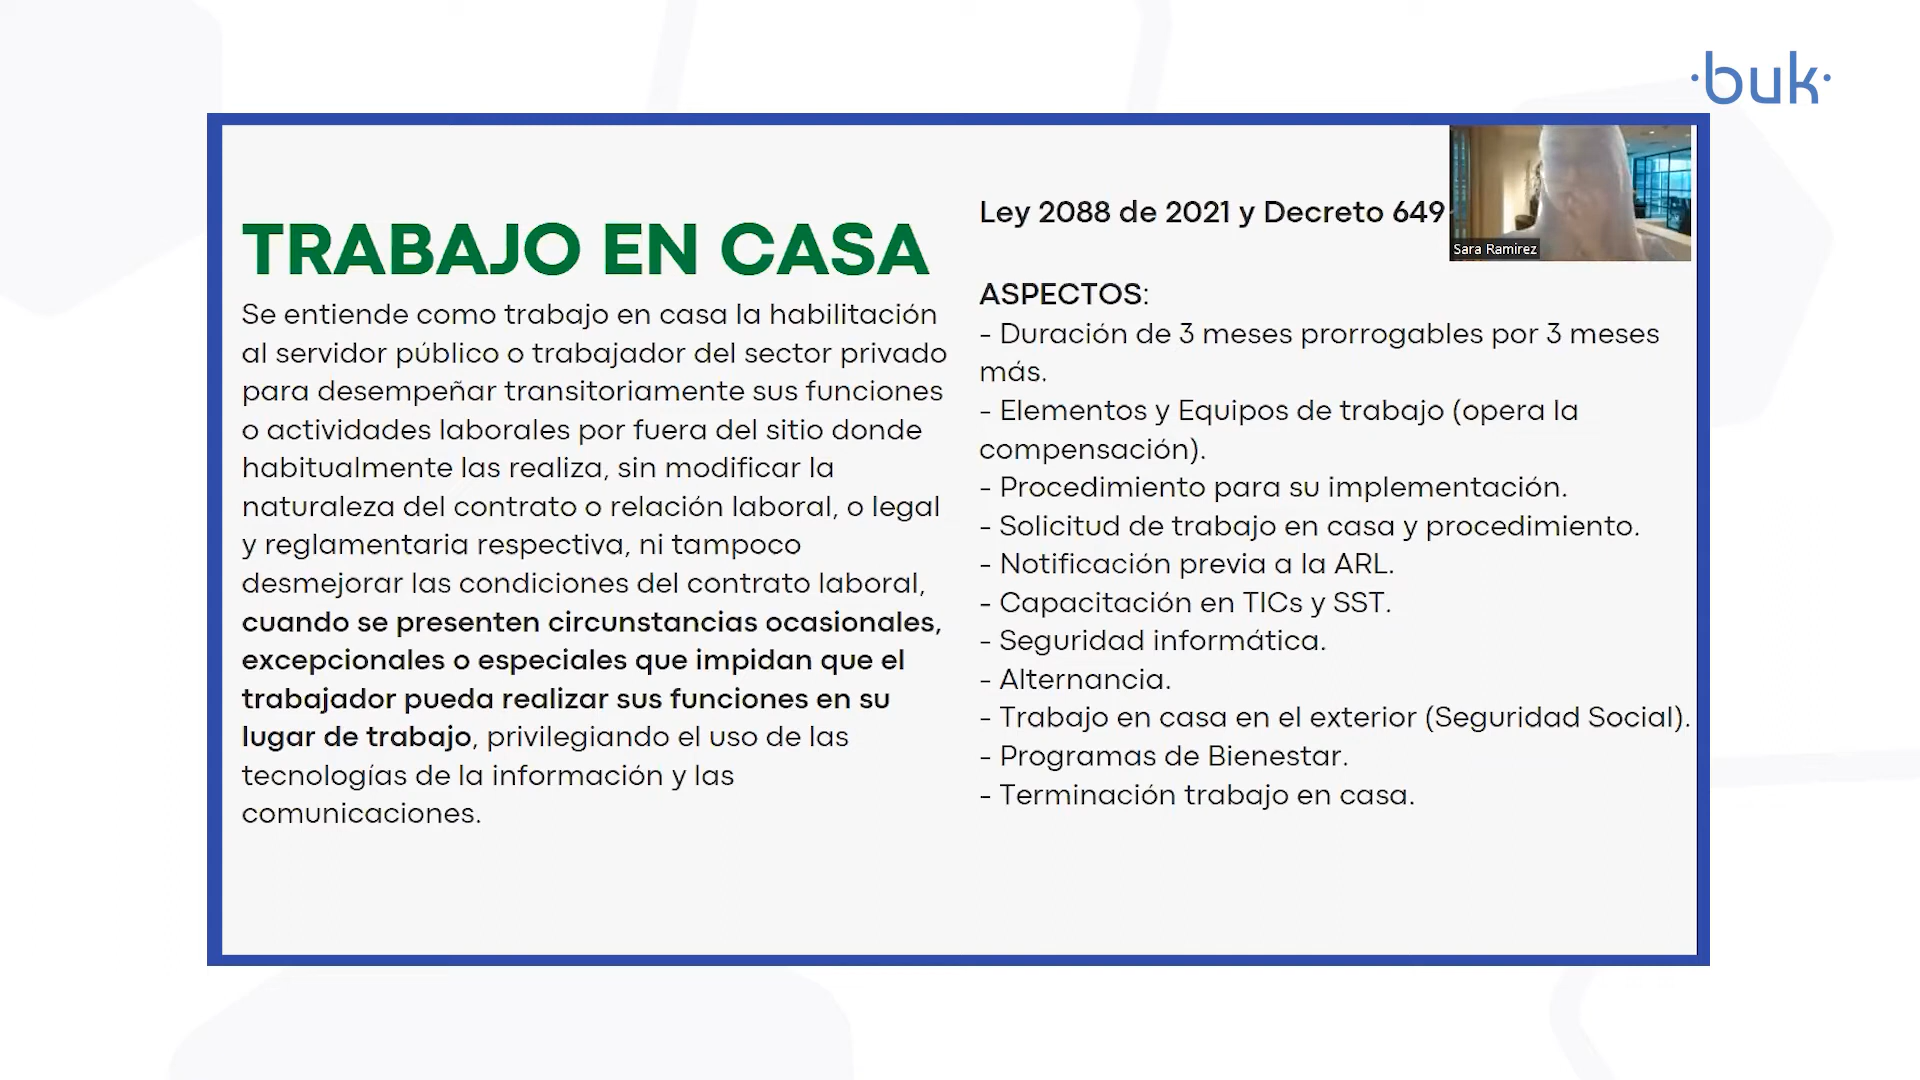 ·buk·
TRABAJO EN CASA
Se entiende como trabajo en casa la habilitación
al servidor público o trabajador del sector privado
para desempeñar transitoriamente sus funciones
o actividades laborales por fuera del sitio donde
habitualmente las realiza, sin modificar la
naturaleza del contrato o relación laboral, o legal
y reglamentaria respectiva, ni tampoco
desmejorar las condiciones del contrato laboral,
cuando se presenten circunstancias ocasionales,
excepcionales o especiales que impidan que el
trabajador pueda realizar sus funciones en su
lugar de trabajo, privilegiando el uso de las
tecnologías de la información y las
comunicaciones.
Ley 2088 de 2021 y Decreto 649
ASPECTOS:
- Duración de 3 meses prorrogables por 3 meses
más.
- Elementos y Equipos de trabajo (opera la
compensación).
- Procedimiento para su implementación.
- Solicitud de trabajo en casa y procedimiento.
- Notificación previa a la ARL.
- Capacitación en TICs y SST.
- Seguridad informática.
- Alternancia.
- Trabajo en casa en el exterior (Seguridad Social).
- Programas de Bienestar.
- Terminación trabajo en casa.
Sara Ramirez